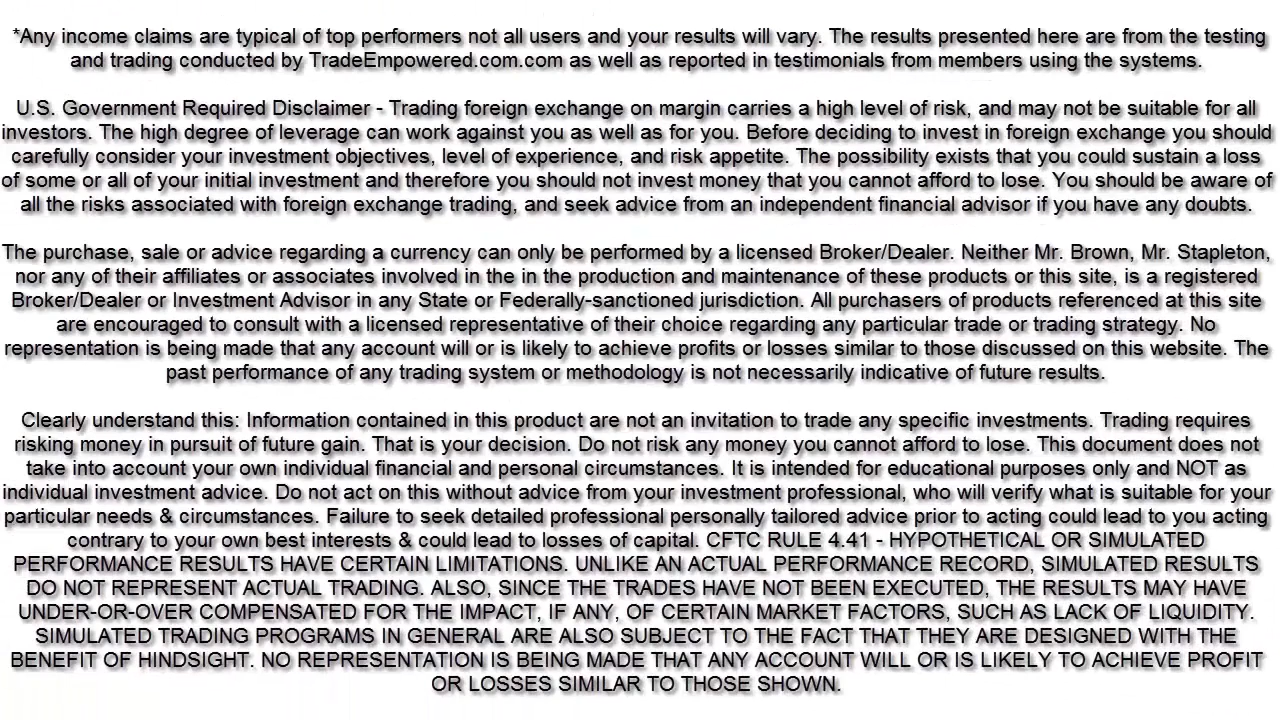 *Any income claims are typical of top performers not all users and your results will vary. The results presented here are from the testing
and trading conducted by TradeEmpowered.com.com as well as reported in testimonials from members using the systems.
U.S. Government Required Disclaimer - Trading foreign exchange on margin carries a high level of risk, and may not be suitable for all
investors. The high degree of leverage can work against you as well as for you. Before deciding to invest in foreign exchange you should
carefully consider your investment objectives, level of experience, and risk appetite. The possibility exists that you could sustain a loss
of some or all of your initial investment and therefore you should not invest money that you cannot afford to lose. You should be aware of
all the risks associated with foreign exchange trading, and seek advice from an independent financial advisor if you have any doubts.
The purchase, sale or advice regarding a currency can only be performed by a licensed Broker/Dealer. Neither Mr. Brown, Mr. Stapleton,
nor any of their affiliates or associates involved in the in the production and maintenance of these products or this site, is a registered
Broker/Dealer or Investment Advisor in any State or Federally-sanctioned jurisdiction. All purchasers of products referenced at this site
are encouraged to consult with a licensed representative of their choice regarding any particular trade or trading strategy. No
representation is being made that any account will or is likely to achieve profits or losses similar to those discussed on this website. The
past performance of any trading system or methodology is not necessarily indicative of future results.
Clearly understand this: Information contained in this product are not an invitation to trade any specific investments. Trading requires
risking money in pursuit of future gain. That is your decision. Do not risk any money you cannot afford to lose. This document does not
take into account your own individual financial and personal circumstances. It is intended for educational purposes only and NOT as
individual investment advice. Do not act on this without advice from your investment professional, who will verify what is suitable for your
particular needs & circumstances. Failure to seek detailed professional personally tailored advice prior to acting could lead to you acting
contrary to your own best interests & could lead to losses of capital. CFTC RULE 4.41 - HYPOTHETICAL OR SIMULATED
PERFORMANCE RESULTS HAVE CERTAIN LIMITATIONS. UNLIKE AN ACTUAL PERFORMANCE RECORD, SIMULATED RESULTS
DO NOT REPRESENT ACTUAL TRADING. ALSO, SINCE THE TRADES HAVE NOT BEEN EXECUTED, THE RESULTS MAY HAVE
UNDER-OR-OVER COMPENSATED FOR THE IMPACT, IF ANY, OF CERTAIN MARKET FACTORS, SUCH AS LACK OF LIQUIDITY.
SIMULATED TRADING PROGRAMS IN GENERAL ARE ALSO SUBJECT TO THE FACT THAT THEY ARE DESIGNED WITH THE
BENEFIT OF HINDSIGHT. NO REPRESENTATION IS BEING MADE THAT ANY ACCOUNT WILL OR IS LIKELY TO ACHIEVE PROFIT
OR LOSSES SIMILAR TO THOSE SHOWN.